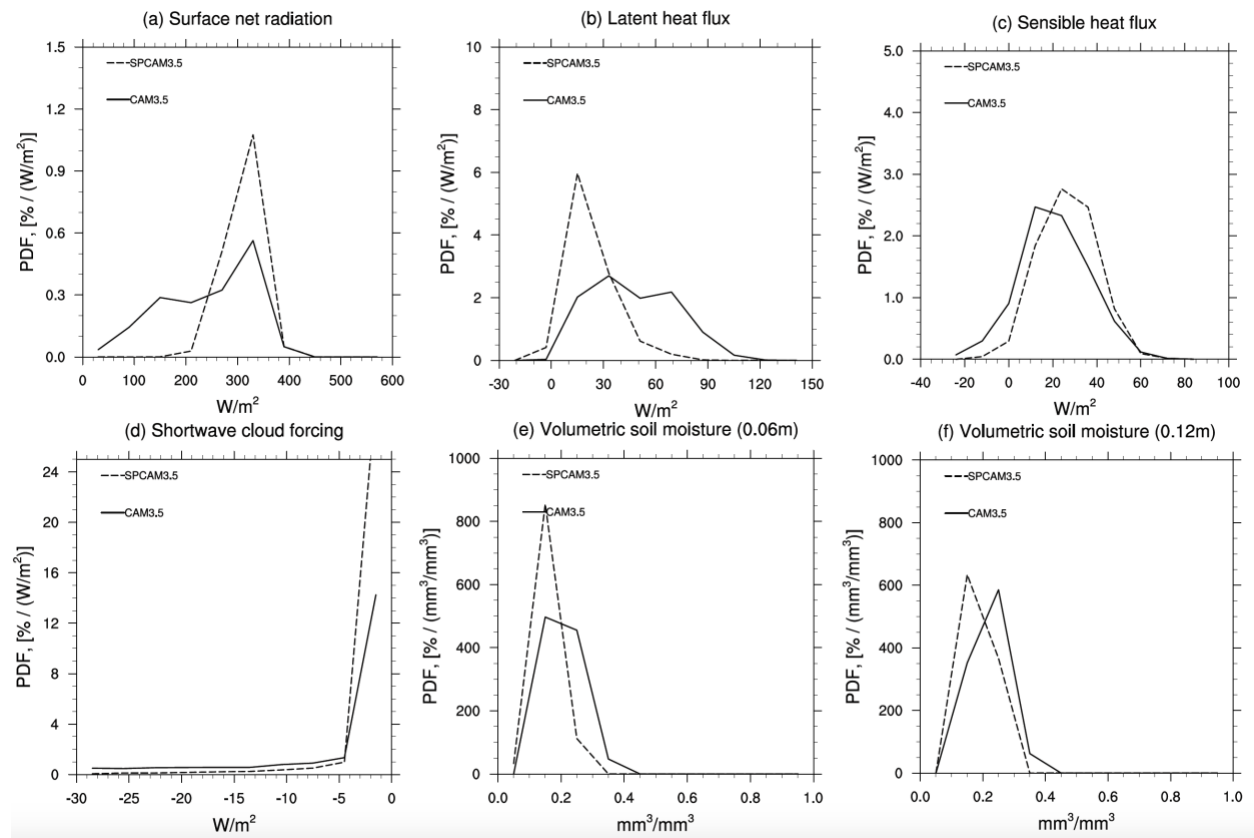 (a) Surface net radiation
1.5
1.2
0.9
0.6
0.3
0.0
PDF, [% / (W/m²)]
SPCAM3.5
CAM3.5
0 100 200 300 400 500 600
W/m²
(b) Latent heat flux
10
8
6
4
2
0
PDF, [% / (W/m²)]
SPCAM3.5
CAM3.5
-30 0 30 60 90 120 150
W/m²
(c) Sensible heat flux
5.0
4.0
3.0
2.0
1.0
0.0
PDF, [% / (W/m²)]
SPCAM3.5
CAM3.5
-40 -20 0 20 40 60 80 100
W/m²
(d) Shortwave cloud forcing
24
20
16
12
8
4
0
PDF, [% / (W/m²)]
SPCAM3.5
CAM3.5
-30 -25 -20 -15 -10 -5 0
W/m²
(e) Volumetric soil moisture (0.06m)
1000
800
600
400
200
0
PDF, [% / (mm³/mm³)]
SPCAM3.5
CAM3.5
0.0 0.2 0.4 0.6 0.8 1.0
mm³/mm³
(f) Volumetric soil moisture (0.12m)
1000
800
600
400
200
0
PDF, [% / (mm³/mm³)]
SPCAM3.5
CAM3.5
0.0 0.2 0.4 0.6 0.8 1.0
mm³/mm³